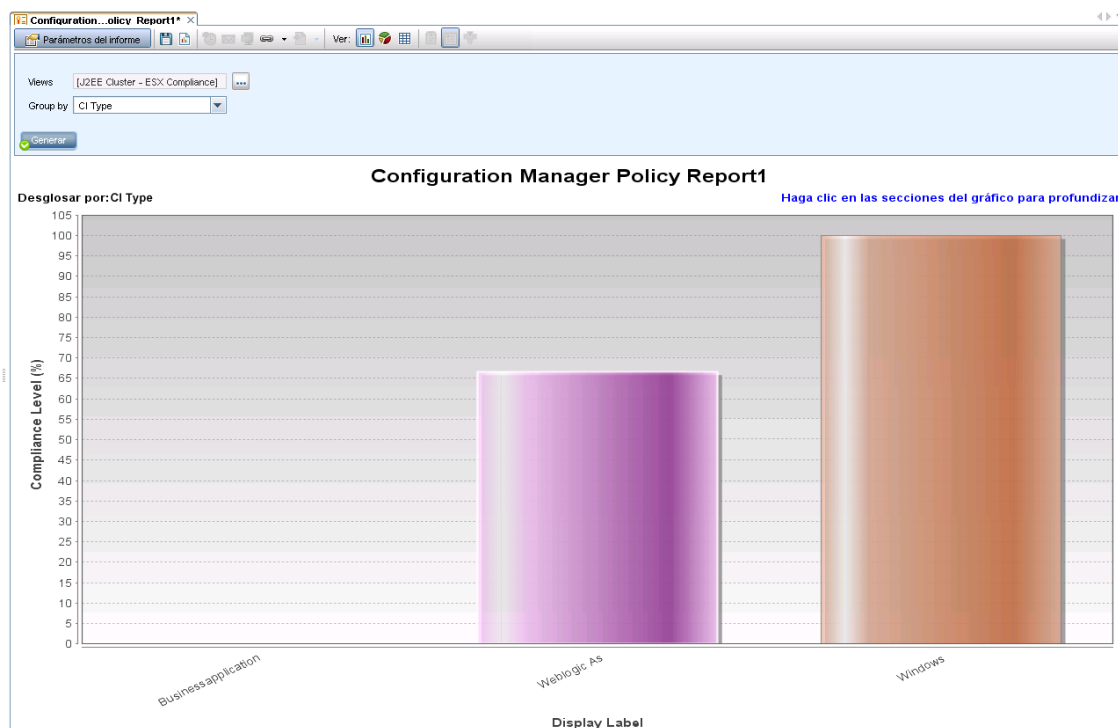 Configuration...olicy_Report1*
Parámetros del informe
Ver:
Views [J2EE Cluster - ESX Compliance] ...
Group by CI Type
Generar
Configuration Manager Policy Report1
Desglosar por:CI Type
Haga clic en las secciones del gráfico para profundizar
105
100
95
90
85
80
75
70
65
60
55
50
45
40
35
30
25
20
15
10
5
0
Compliance Level (%)
Businessapplication
Weblogic As
Windows
Display Label